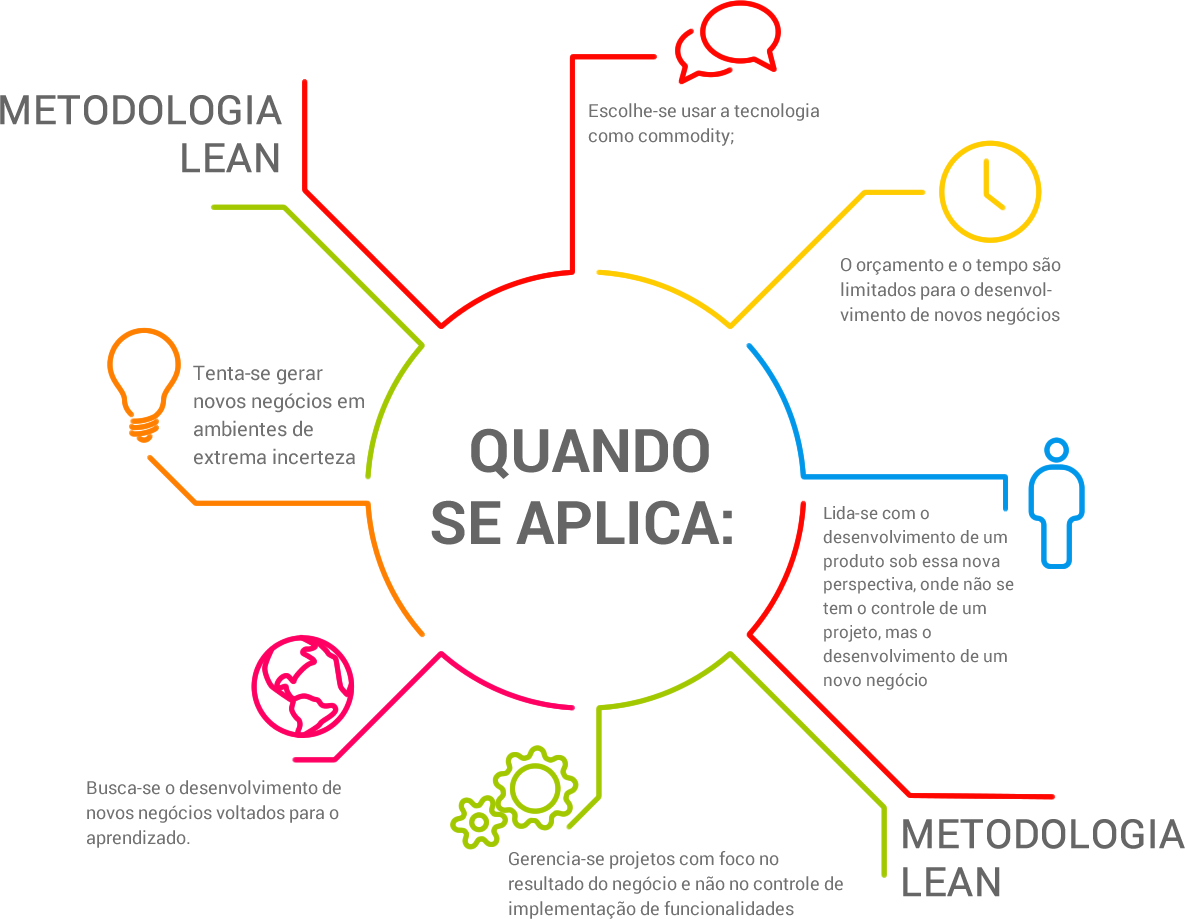 METODOLOGIA
LEAN
Escolhe-se usar a tecnologia
como commodity;
O orçamento e o tempo são
limitados para o desenvol-
vimento de novos negócios
Tenta-se gerar
novos negócios em
ambientes de
extrema incerteza
QUANDO
SE APLICA:
Lida-se com o
desenvolvimento de um
produto sob essa nova
perspectiva, onde não se
tem o controle de um
projeto, mas o
desenvolvimento de um
novo negócio
Busca-se o desenvolvimento de
novos negócios voltados para o
aprendizado.
Gerencia-se projetos com foco no
resultado do negócio e não no controle de
implementação de funcionalidades
METODOLOGIA
LEAN